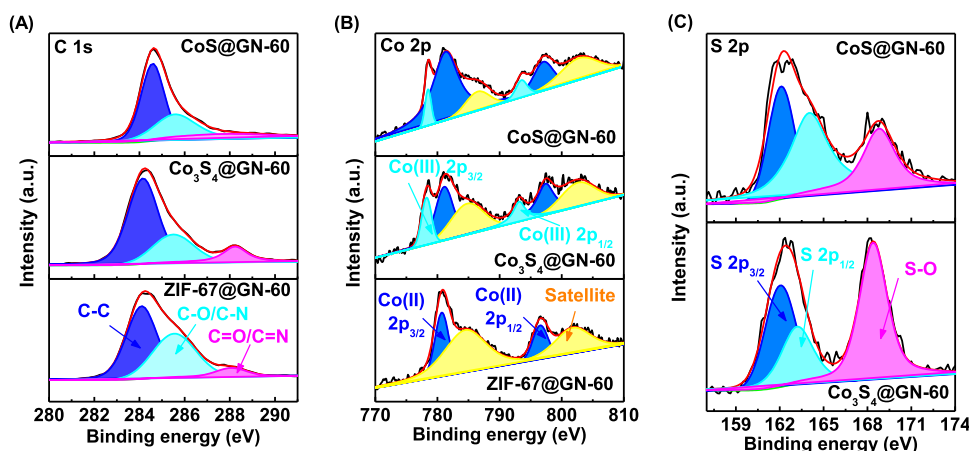 (A)
C 1s
CoS@GN-60
Co3S4@GN-60
ZIF-67@GN-60
C-C
C-O/C-N
C=O/C=N
Intensity (a.u.)
280 282 284 286 288 290
Binding energy (eV)
(B)
Co 2p
CoS@GN-60
Co(III) 2p3/2
Co(III) 2p1/2
Co3S4@GN-60
Co(II)
2p3/2
Co(II)
2p1/2
Satellite
ZIF-67@GN-60
Intensity (a.u.)
770 780 790 800 810
Binding energy (eV)
(C)
S 2p
CoS@GN-60
S 2p3/2
S 2p1/2
S-O
Co3S4@GN-60
Intensity (a.u.)
159 162 165 168 171 174
Binding energy (eV)